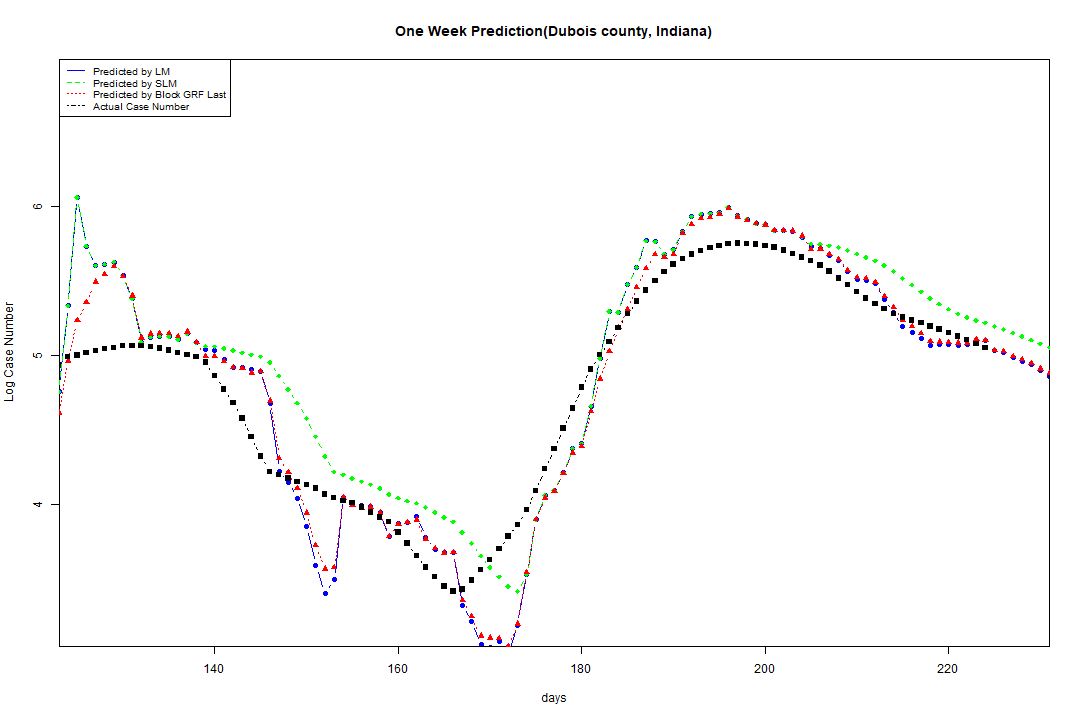 One Week Prediction(Dubois county, Indiana)
Predicted by LM
Predicted by SLM
Predicted by Block GRF Last
Actual Case Number
Log Case Number
6
5
4
140 160 180 200 220
days